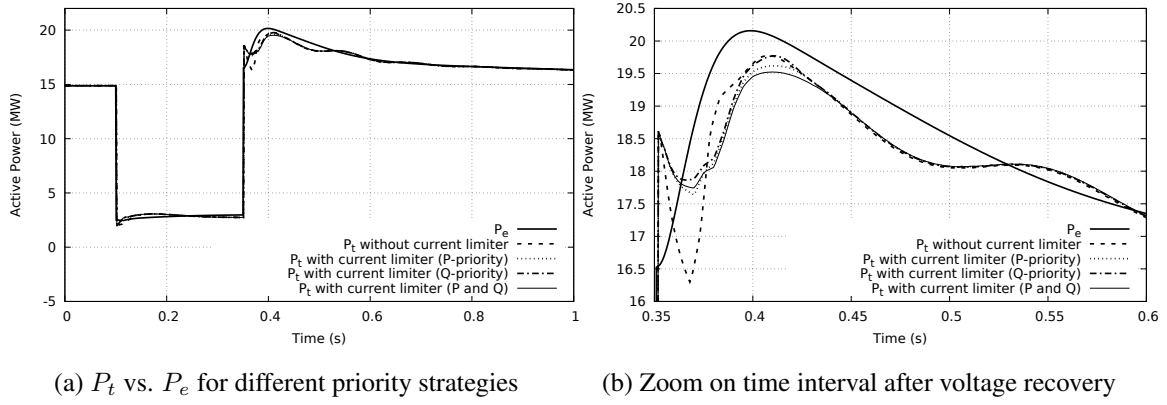 22
20
15
10
5
0
-5
Active Power (MW)
0
0.2
0.4
0.6
0.8
1
Time (s)
Pe
Pt without current limiter
Pt with current limiter (P-priority)
Pt with current limiter (Q-priority)
Pt with current limiter (P and Q)
(a) Pt vs. Pe for different priority strategies
20.5
20
19.5
19
18.5
18
17.5
17
16.5
16
Active Power (MW)
0.35
0.4
0.45
0.5
0.55
0.6
Time (s)
Pe
Pt without current limiter
Pt with current limiter (P-priority)
Pt with current limiter (Q-priority)
Pt with current limiter (P and Q)
(b) Zoom on time interval after voltage recovery